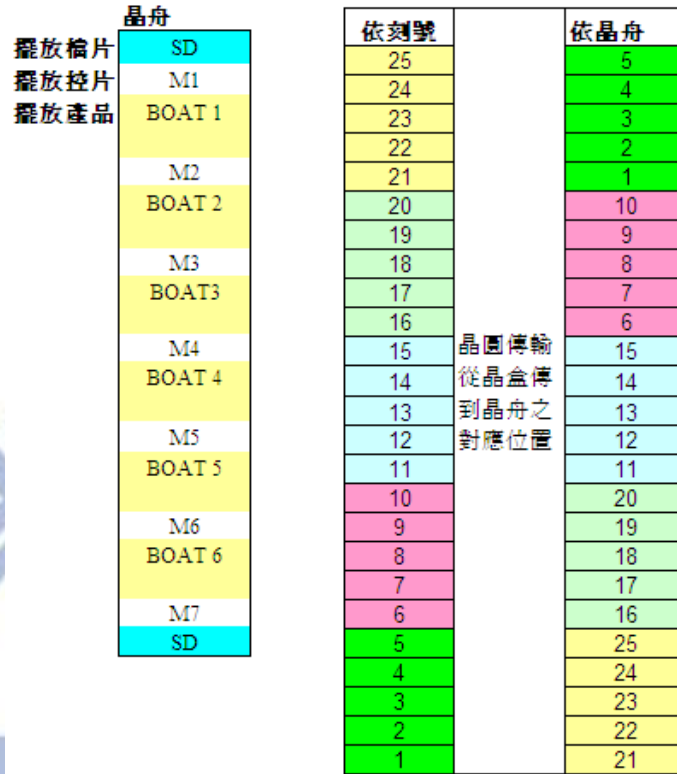 晶舟
擺放檔片 SD
擺放控片 M1
擺放產品 BOAT 1
M2
BOAT 2
M3
BOAT3
M4
BOAT 4
M5
BOAT 5
M6
BOAT 6
M7
SD
依刻號 依晶舟
25 5
24 4
23 3
22 2
21 1
20 10
19 9
18 8
17 7
16 6
15 晶圓傳輸 15
14 從晶盒傳 14
13 到晶舟之 13
12 對應位置 12
11 11
10 20
9 19
8 18
7 17
6 16
5 25
4 24
3 23
2 22
1 21